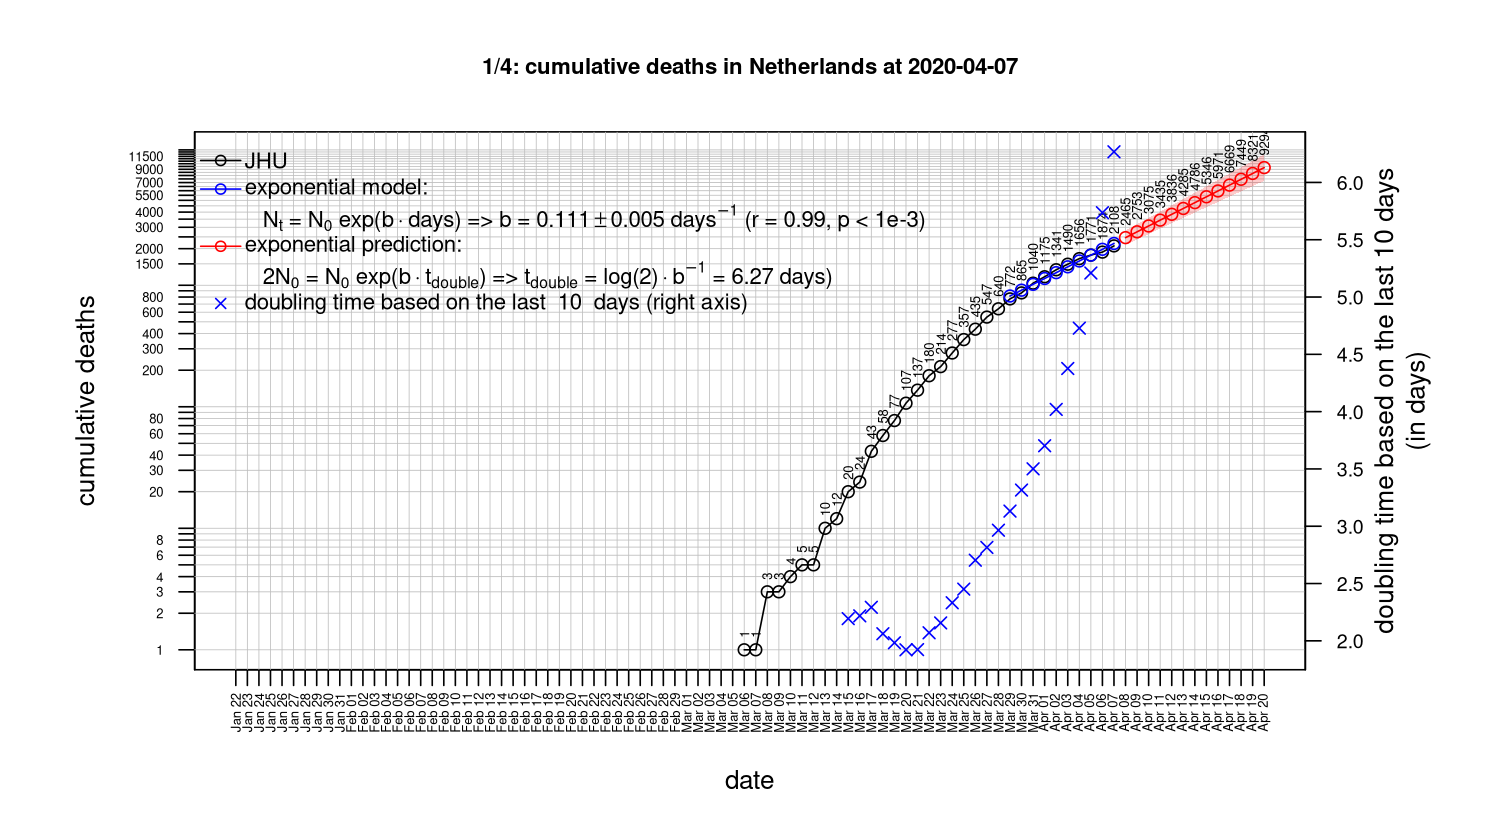 1/4: cumulative deaths in Netherlands at 2020-04-07
JHU
exponential model:
Nt = N0 exp(b · days) => b = 0.111 ± 0.005 days−1 (r = 0.99, p < 1e-3)
exponential prediction:
2N0 = N0 exp(b · tdouble) => tdouble = log(2) · b−1 = 6.27 days)
doubling time based on the last 10 days (right axis)
cumulative deaths
11500
9000
7000
5500
4000
3000
2000
1500
800
600
400
300
200
80
60
40
30
20
8
6
4
3
2
1
1
1
3
3
4
5
5
10
12
20
24
43
58
77
107
137
180
214
277
357
435
547
640
772
865
1040
1175
1341
1490
1656
1771
2108
2465
2753
3075
3435
3836
4285
4786
5346
5971
6669
7449
8321
6.0
5.5
5.0
4.5
4.0
3.5
3.0
2.5
2.0
doubling time based on the last 10 days
(in days)
Jan 22
Jan 23
Jan 24
Jan 25
Jan 26
Jan 27
Jan 28
Jan 29
Jan 30
Jan 31
Feb 01
Feb 02
Feb 03
Feb 04
Feb 05
Feb 06
Feb 07
Feb 08
Feb 09
Feb 10
Feb 11
Feb 12
Feb 13
Feb 14
Feb 15
Feb 16
Feb 17
Feb 18
Feb 19
Feb 20
Feb 21
Feb 22
Feb 23
Feb 24
Feb 25
Feb 26
Feb 27
Feb 28
Feb 29
Mar 01
Mar 02
Mar 03
Mar 04
Mar 05
Mar 06
Mar 07
Mar 08
Mar 09
Mar 10
Mar 11
Mar 12
Mar 13
Mar 14
Mar 15
Mar 16
Mar 17
Mar 18
Mar 19
Mar 20
Mar 21
Mar 22
Mar 23
Mar 24
Mar 25
Mar 26
Mar 27
Mar 28
Mar 29
Mar 30
Mar 31
Apr 01
Apr 02
Apr 03
Apr 04
Apr 05
Apr 06
Apr 07
Apr 08
Apr 09
Apr 10
Apr 11
Apr 12
Apr 13
Apr 14
Apr 15
Apr 16
Apr 17
Apr 18
Apr 19
Apr 20
date